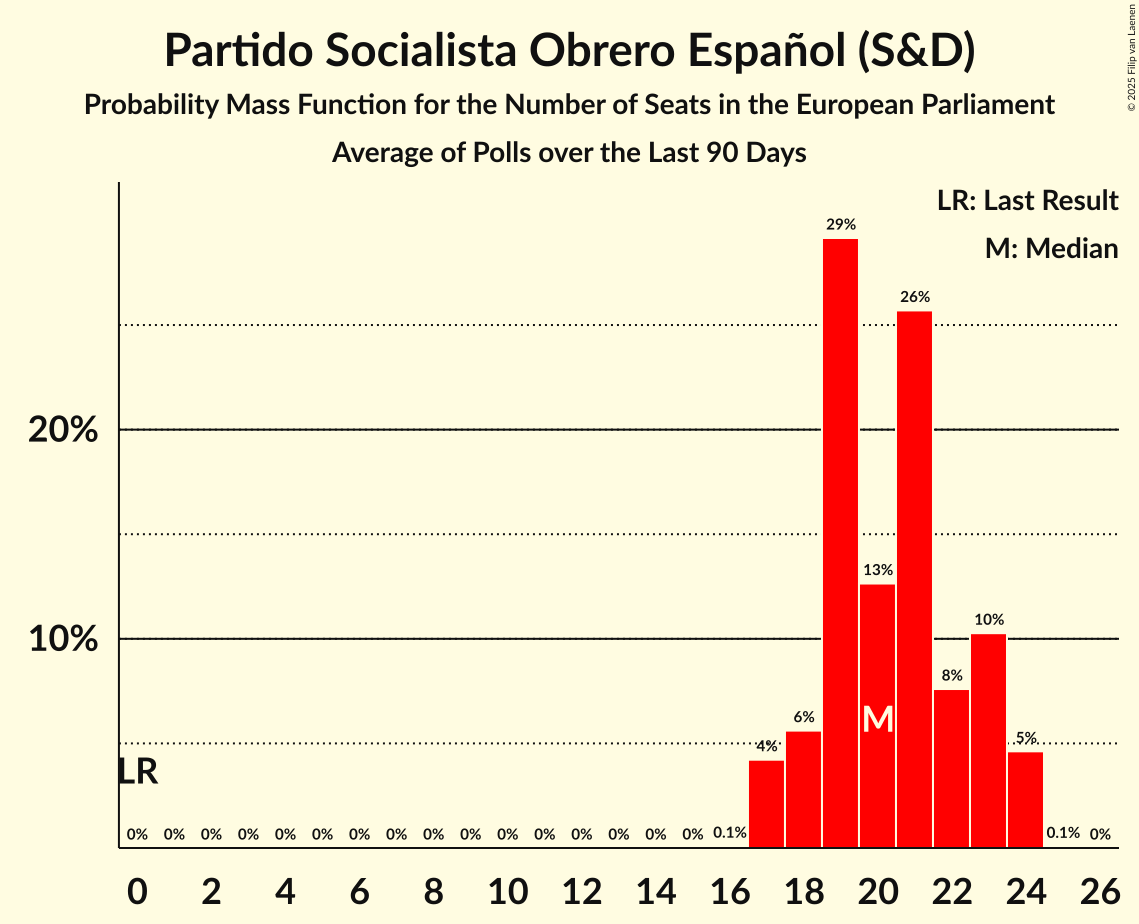 Partido Socialista Obrero Español (S&D)
Probability Mass Function for the Number of Seats in the European Parliament
Average of Polls over the Last 90 Days
© 2025 Filip van Laenen
LR: Last Result
M: Median
29%
26%
20%
13%
10%
10%
8%
6%
5%
4%
M
LR
0% 0% 0% 0% 0% 0% 0% 0% 0% 0% 0% 0% 0% 0% 0% 0% 0.1% 0.1% 0%
0 2 4 6 8 10 12 14 16 18 20 22 24 26